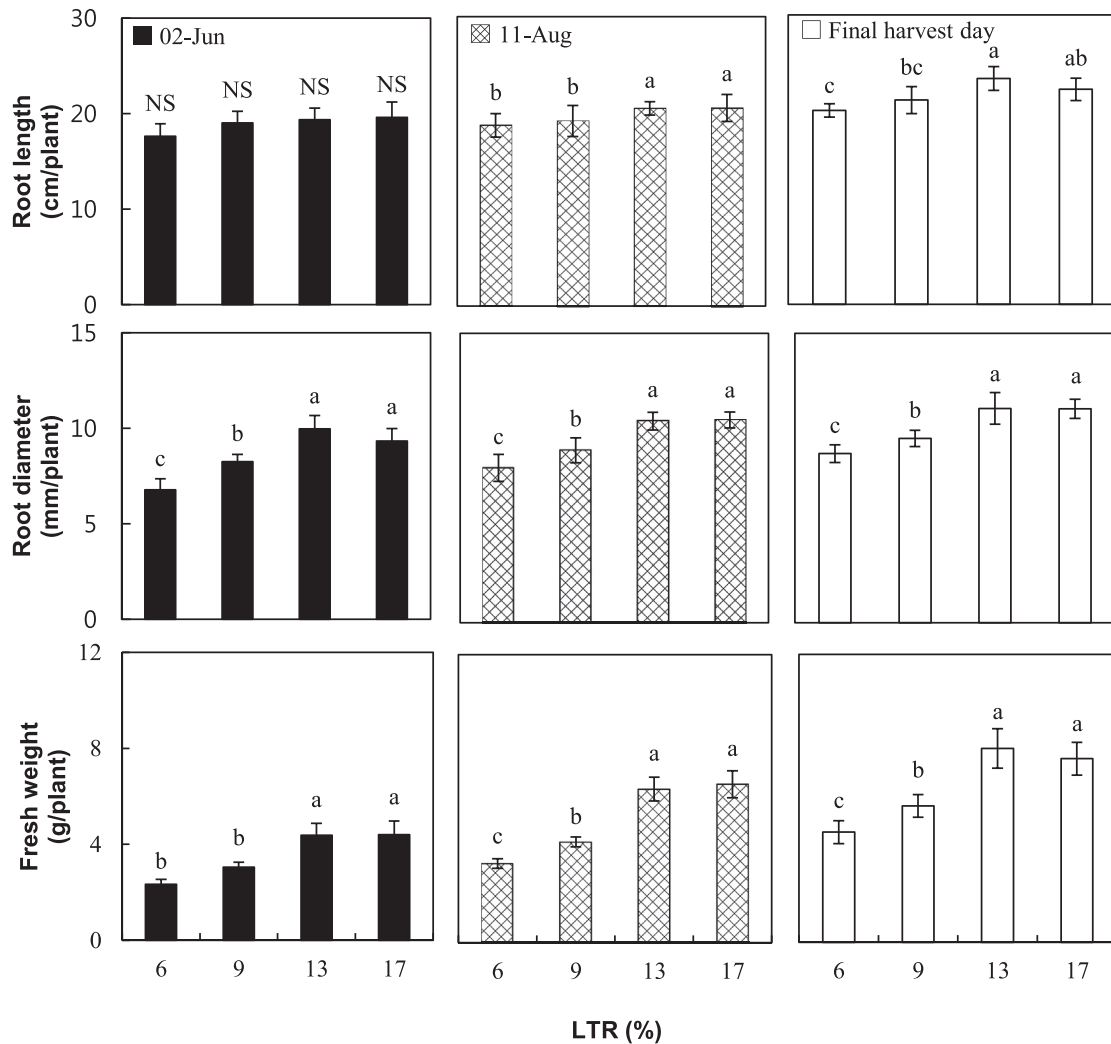 30
02-Jun
11-Aug
Final harvest day
NS NS NS NS
b b a a
c bc a ab
20
10
0
Root length
(cm/plant)
15
c b a a
c b a a
c b a a
10
5
0
Root diameter
(mm/plant)
12
b b a a
c b a a
c b a a
8
4
0
Fresh weight
(g/plant)
6 9 13 17
6 9 13 17
6 9 13 17
LTR (%)